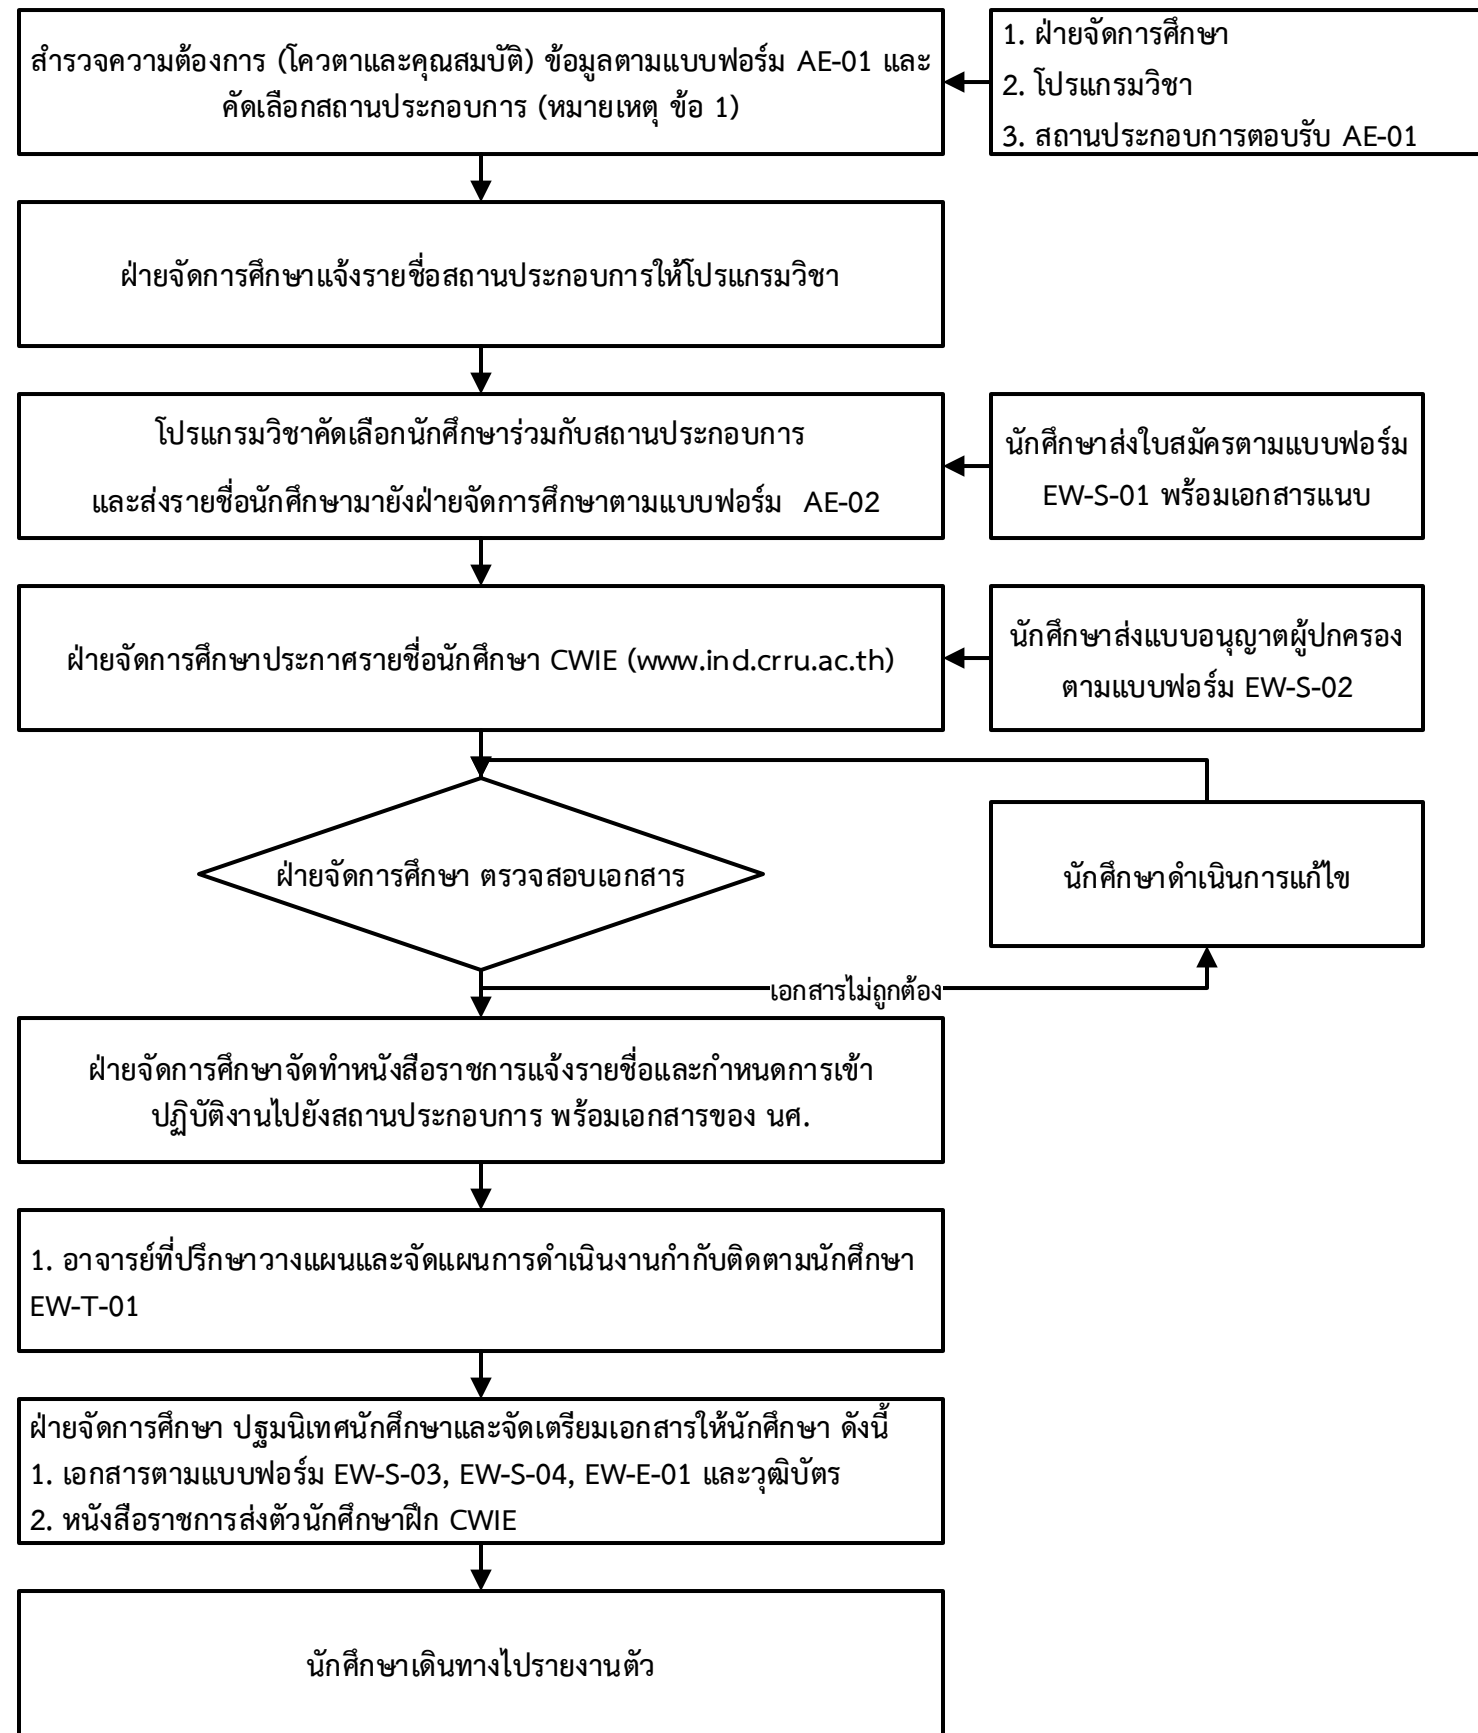 สำรวจความต้องการ (โควตาและคุณสมบัติ) ข้อมูลตามแบบฟอร์ม AE-01 และ
คัดเลือกสถานประกอบการ (หมายเหตุ ข้อ 1)
1. ฝ่ายจัดการศึกษา
2. โปรแกรมวิชา
3. สถานประกอบการตอบรับ AE-01
ฝ่ายจัดการศึกษาแจ้งรายชื่อสถานประกอบการให้โปรแกรมวิชา
โปรแกรมวิชาคัดเลือกนักศึกษาร่วมกับสถานประกอบการ
และส่งรายชื่อนักศึกษามายังฝ่ายจัดการศึกษาตามแบบฟอร์ม AE-02
นักศึกษาส่งใบสมัครตามแบบฟอร์ม
EW-S-01 พร้อมเอกสารแนบ
ฝ่ายจัดการศึกษาประกาศรายชื่อนักศึกษา CWIE (www.ind.crru.ac.th)
นักศึกษาส่งแบบอนุญาตผู้ปกครอง
ตามแบบฟอร์ม EW-S-02
ฝ่ายจัดการศึกษา ตรวจสอบเอกสาร
นักศึกษาดำเนินการแก้ไข
เอกสารไม่ถูกต้อง
ฝ่ายจัดการศึกษาจัดทำหนังสือราชการแจ้งรายชื่อและกำหนดการเข้า
ปฏิบัติงานไปยังสถานประกอบการ พร้อมเอกสารของ นศ.
1. อาจารย์ที่ปรึกษาวางแผนและจัดแผนการดำเนินงานกำกับติดตามนักศึกษา
EW-T-01
ฝ่ายจัดการศึกษา ปฐมนิเทศนักศึกษาและจัดเตรียมเอกสารให้นักศึกษา ดังนี้
1. เอกสารตามแบบฟอร์ม EW-S-03, EW-S-04, EW-E-01 และวุฒิบัตร
2. หนังสือราชการส่งตัวนักศึกษาฝึก CWIE
นักศึกษาเดินทางไปรายงานตัว